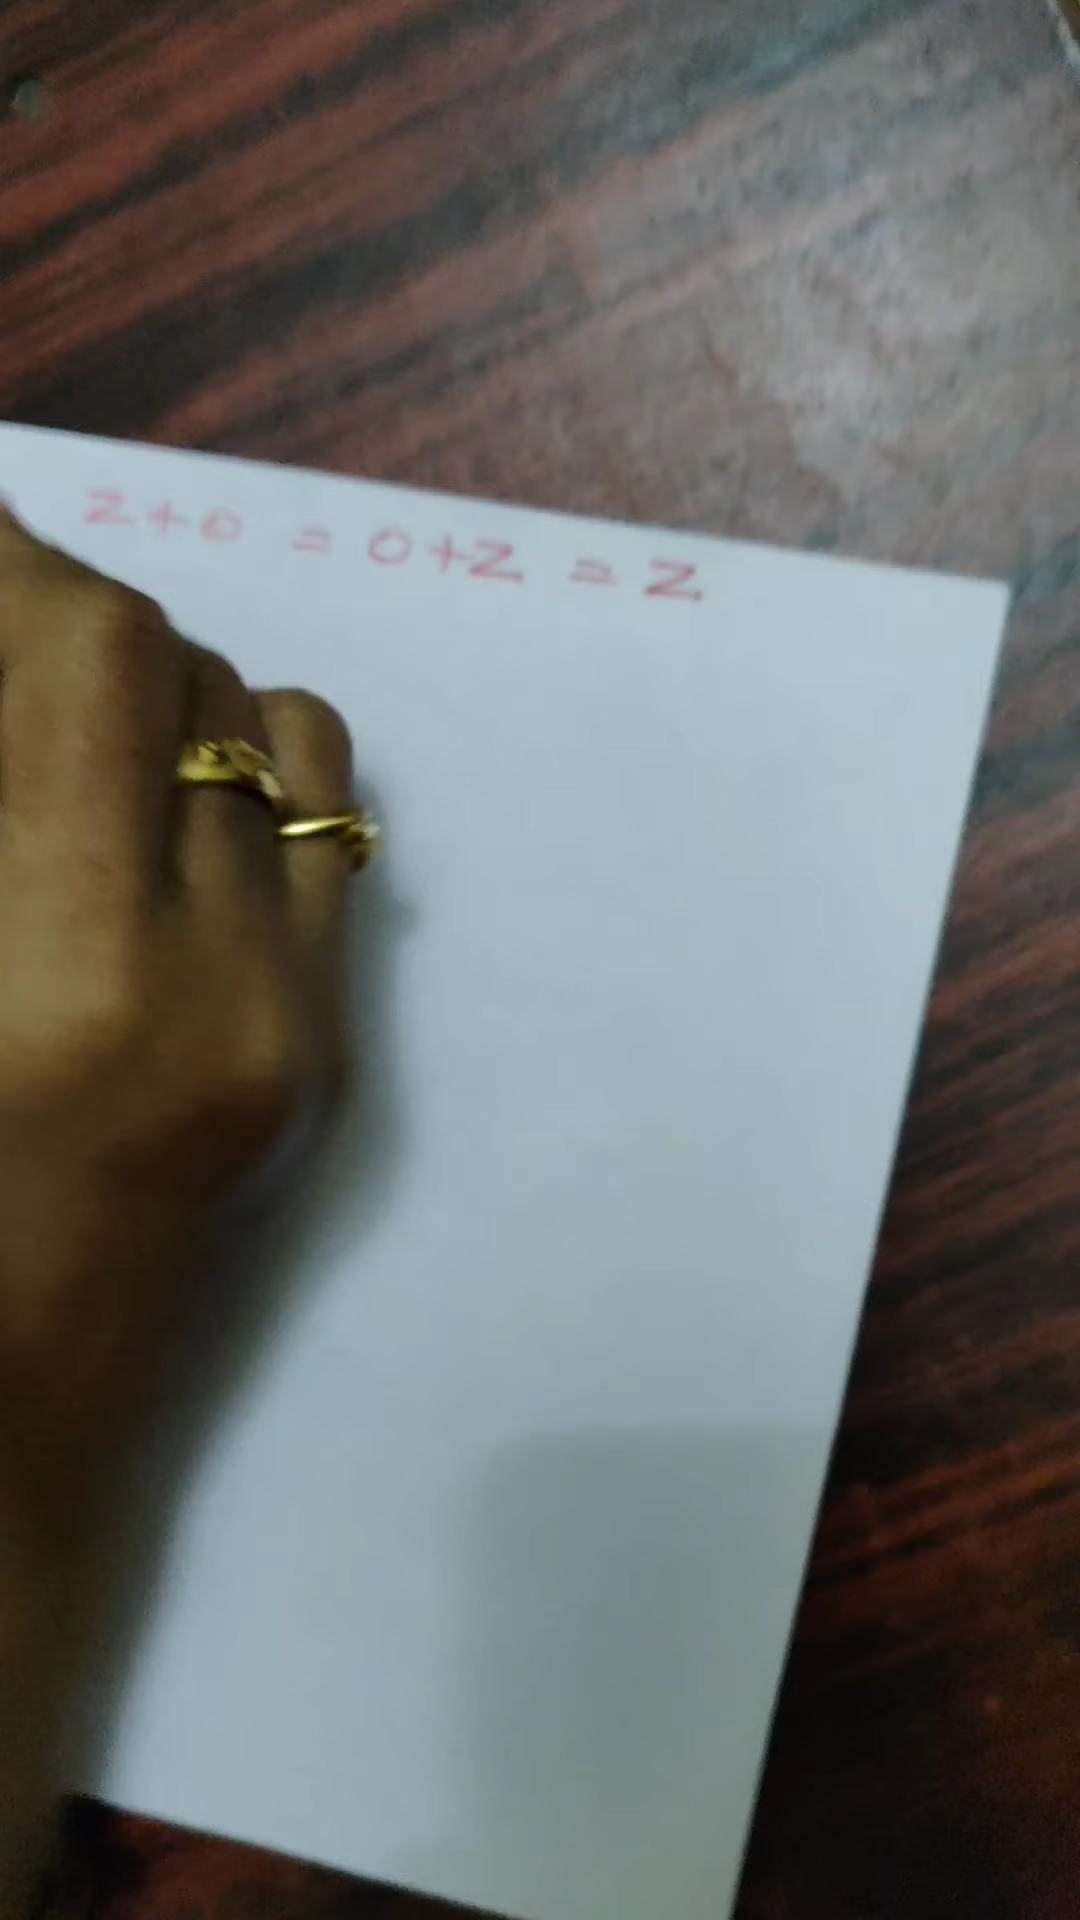 z+0 = 0+z = z